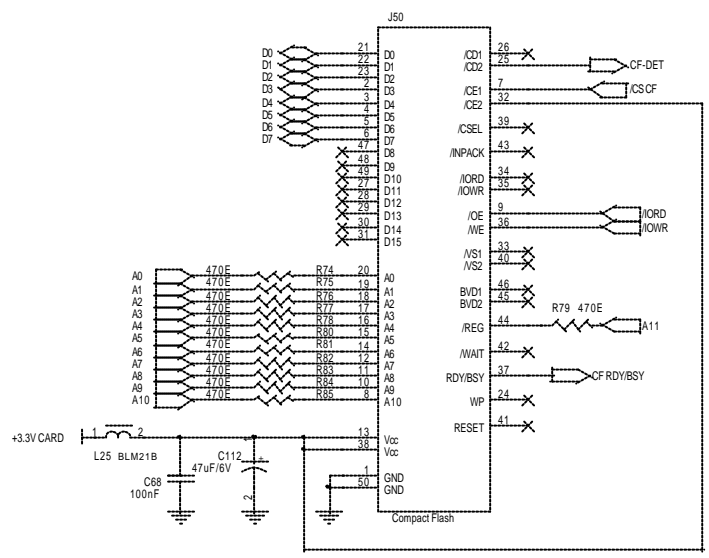 J50
D0 21 D0 /CD1 26
D1 22 D1 /CD2 25 CF-DET
D2 23 D2
D3 2 D3 /CE1 7 /CSCF
D4 3 D4 /CE2 32
D5 4 D5
D6 5 D6 /CSEL 39
D7 6 D7
47 D8 /INPACK 43
48 D9
49 D10 /IORD 34
27 D11 /IOWR 35
28 D12
29 D13 /OE 9 /IORD
30 D14 /WE 36 /IOWR
31 D15
/VS1 33
/VS2 40
A0 470E R74 20 A0
A1 470E R75 19 A1 BVD1 46
A2 470E R76 18 A2 BVD2 45
A3 470E R77 17 A3 R79 470E
A4 470E R78 16 A4 /REG 44 A11
A5 470E R80 15 A5
A6 470E R81 14 A6 /WAIT 42
A7 470E R82 12 A7
A8 470E R83 11 A8 RDY/BSY 37 CF RDY/BSY
A9 470E R84 10 A9
A10 470E R85 8 A10 WP 24
RESET 41
+3.3V CARD 1 2 1 13 Vcc
38 Vcc
L25 BLM21B C112 +
47uF/6V
C68 1 GND
100nF 2 50 GND
Compact Flash